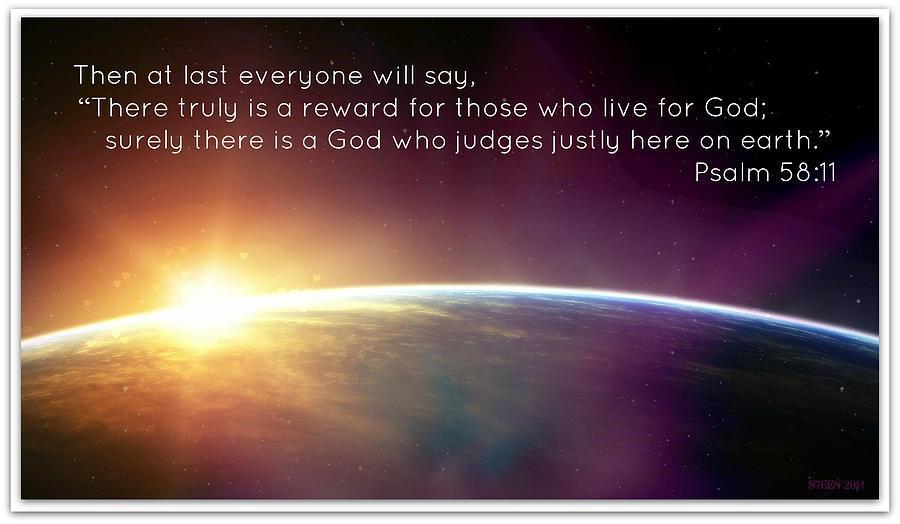 Then at last everyone will say,
“There truly is a reward for those who live for God;
surely there is a God who judges justly here on earth.”
Psalm 58:11
S7EEN 2014